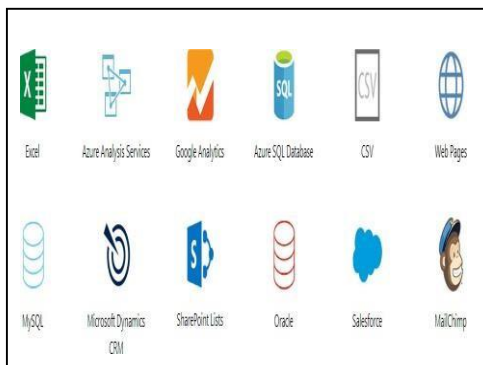 X
SQL
CSV
Excel
Azure Analysis Services
Google Analytics
Azure SQL Database
CSV
Web Pages
S
MySQL
Microsoft Dynamics
CRM
SharePoint Lists
Oracle
Salesforce
MailChimp